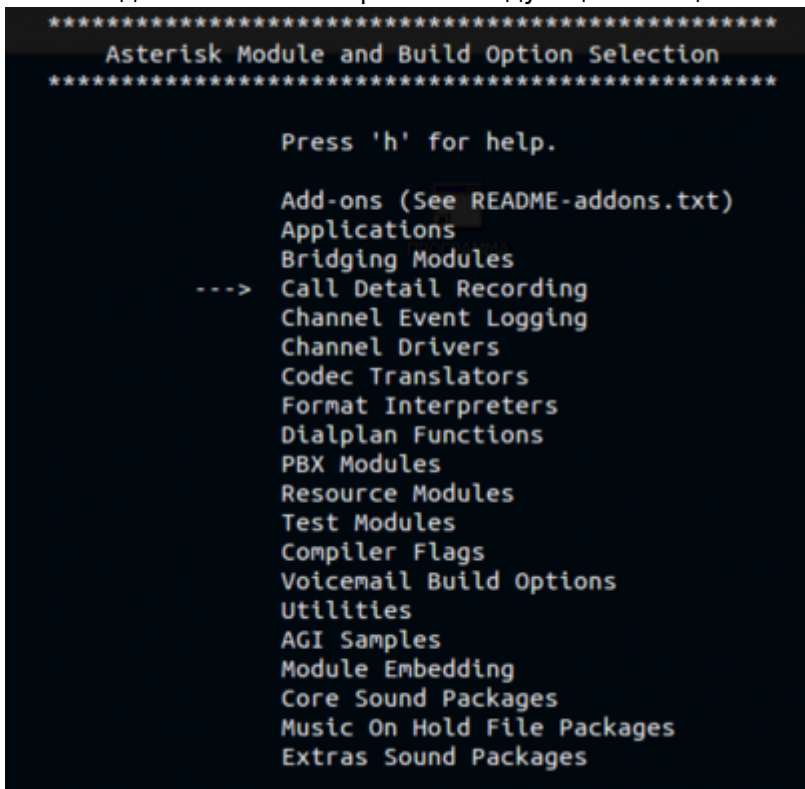 **************************************************
Asterisk Module and Build Option Selection
**************************************************
Press 'h' for help.
Add-ons (See README-addons.txt)
Applications
Bridging Modules
---> Call Detail Recording
Channel Event Logging
Channel Drivers
Codec Translators
Format Interpreters
Dialplan Functions
PBX Modules
Resource Modules
Test Modules
Compiler Flags
Voicemail Build Options
Utilities
AGI Samples
Module Embedding
Core Sound Packages
Music On Hold File Packages
Extras Sound Packages